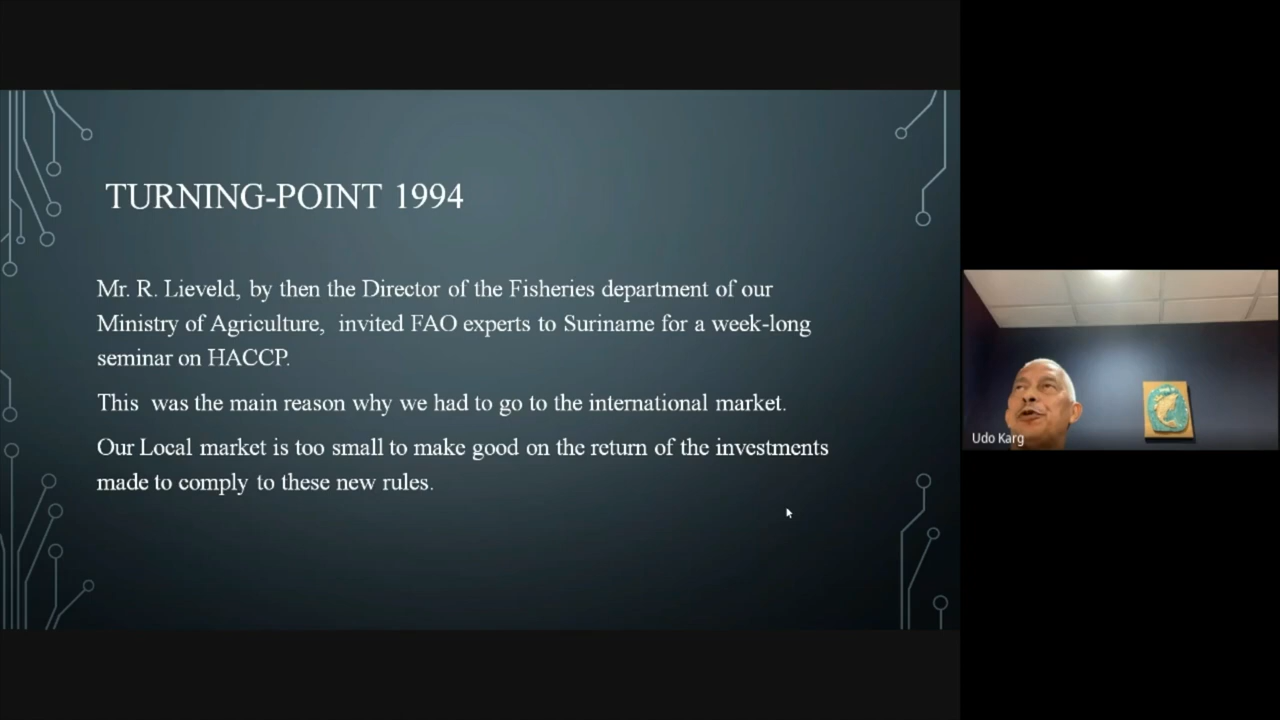 TURNING-POINT 1994
Mr. R. Lieveld, by then the Director of the Fisheries department of our
Ministry of Agriculture,  invited FAO experts to Suriname for a week-long
seminar on HACCP.
This  was the main reason why we had to go to the international market.
Our Local market is too small to make good on the return of the investments
made to comply to these new rules.
Udo Karg